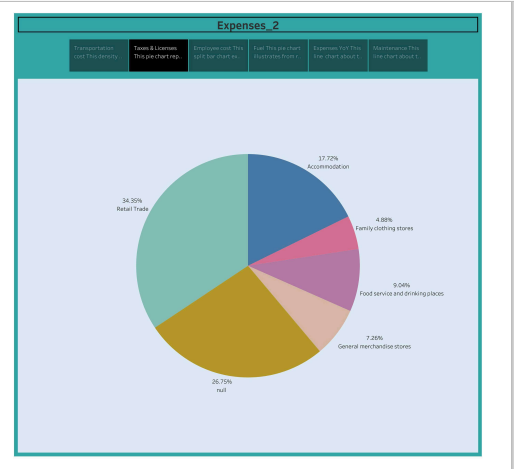 Expenses_2
Transportation
cost This density
Taxes & Licenses
This pie chart rep..
Employee cost This
split bar chart ex..
Fuel This pie chart
illustrates from r..
Expenses Tot This
line chart about t..
Maintenance This
line chart about t..
17.72%
Accommodation
4.88%
Family clothing stores
9.04%
Food service and drinking places
7.26%
General merchandise stores
26.75%
null
34.35%
Retail Trade